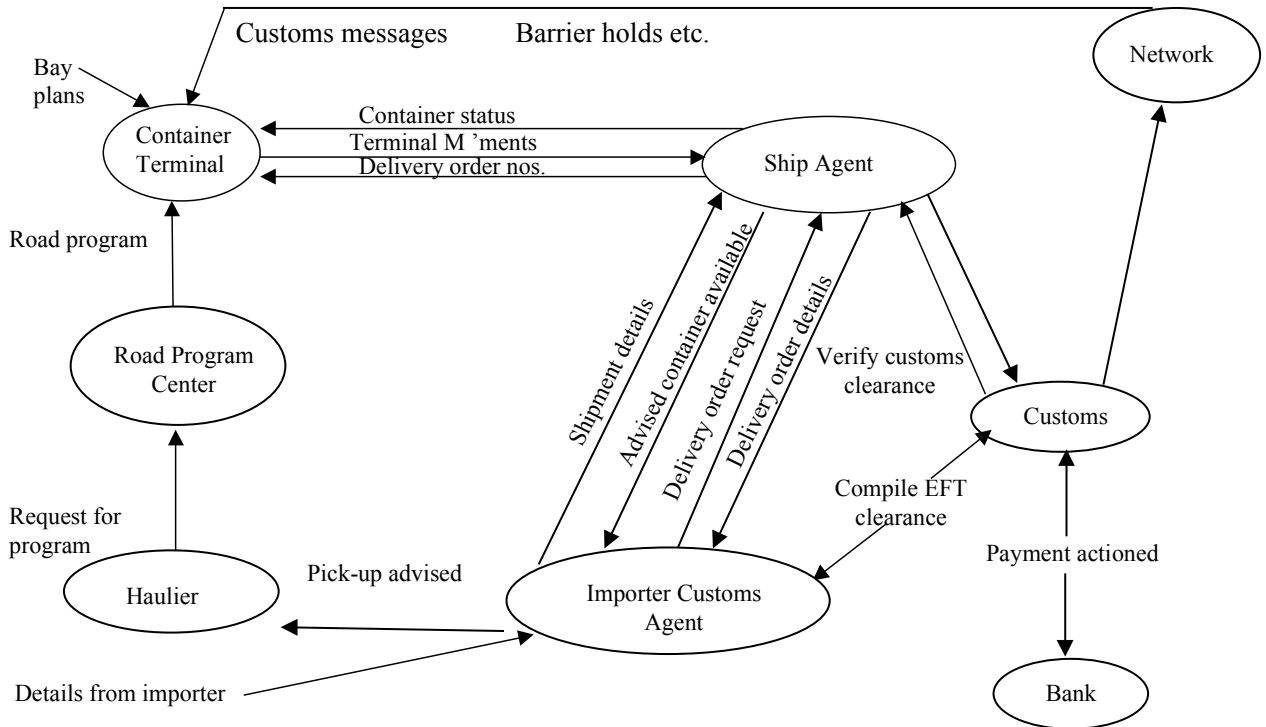 Customs messages Barrier holds etc.
Network
Bay
plans
Container
Terminal
Container status
Terminal M ’ments
Delivery order nos.
Ship Agent
Road program
Road Program
Center
Shipment details
Advised container available
Delivery order request
Delivery order details
Verify customs
clearance
Customs
Compile EFT
clearance
Request for
program
Haulier
Pick-up advised
Importer Customs
Agent
Payment actioned
Details from importer
Bank